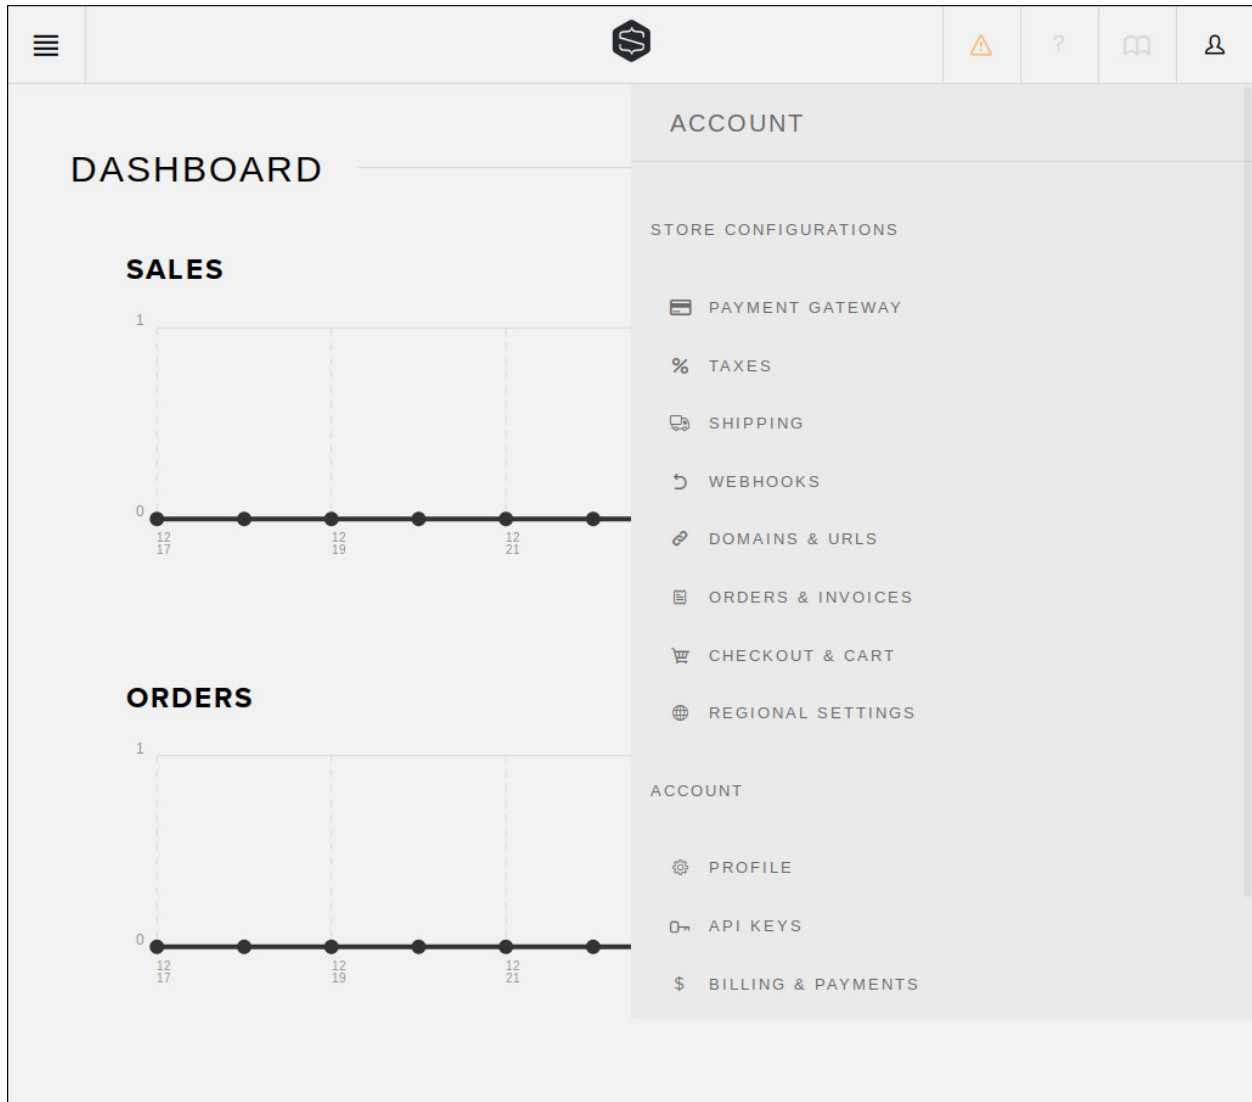 ?
DASHBOARD
SALES
1
0
12
17
12
19
12
21
ORDERS
1
0
12
17
12
19
12
21
ACCOUNT
STORE CONFIGURATIONS
PAYMENT GATEWAY
% TAXES
SHIPPING
WEBHOOKS
DOMAINS & URLS
ORDERS & INVOICES
CHECKOUT & CART
REGIONAL SETTINGS
ACCOUNT
PROFILE
API KEYS
$ BILLING & PAYMENTS